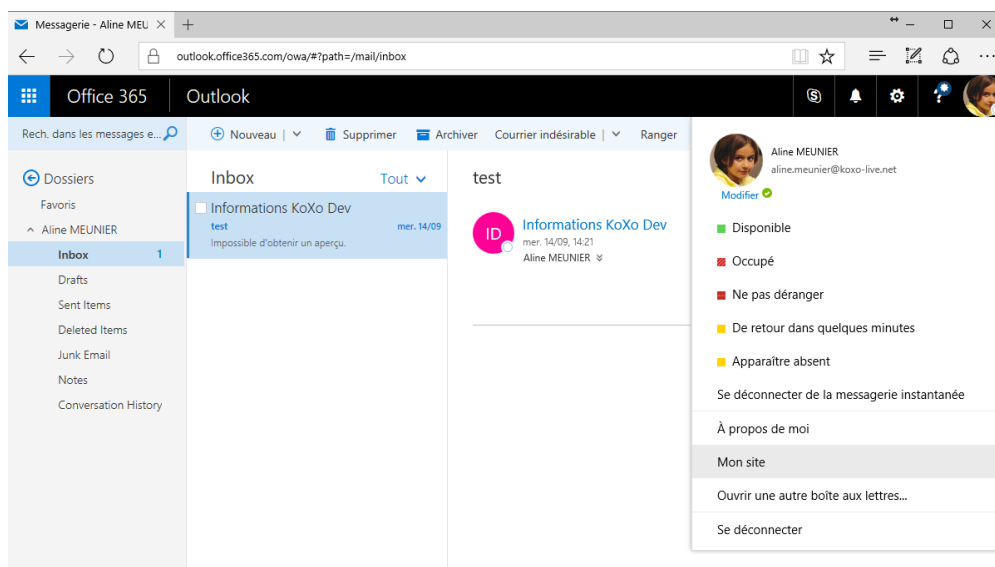 Messagerie - Aline MEU
outlook.office365.com/owa/#?path=/mail/inbox
Office 365
Outlook
Rech. dans les messages e...
Nouveau
Supprimer
Archiver
Courrier indésirable
Ranger
Dossiers
Favoris
Aline MEUNIER
Inbox 1
Drafts
Sent Items
Deleted Items
Junk Email
Notes
Conversation History
Inbox
Tout
Informations KoXo Dev
test mer. 14/09
Impossible d'obtenir un aperçu.
test
ID
Informations KoXo Dev
mer. 14/09, 14:21
Aline MEUNIER
Aline MEUNIER
aline.meunier@koxo-live.net
Modifier
Disponible
Occupé
Ne pas déranger
De retour dans quelques minutes
Apparaître absent
Se déconnecter de la messagerie instantanée
À propos de moi
Mon site
Ouvrir une autre boîte aux lettres...
Se déconnecter